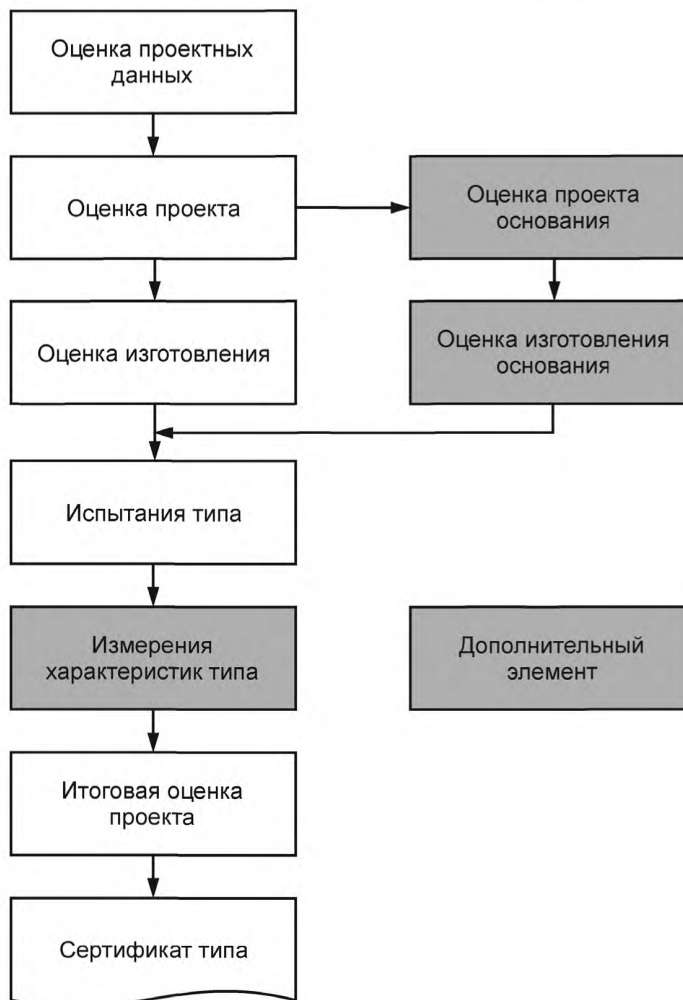 Оценка проектных
данных
Оценка проекта
Оценка проекта
основания
Оценка изготовления
Оценка изготовления
основания
Испытания типа
Измерения
характеристик типа
Дополнительный
элемент
Итоговая оценка
проекта
Сертификат типа